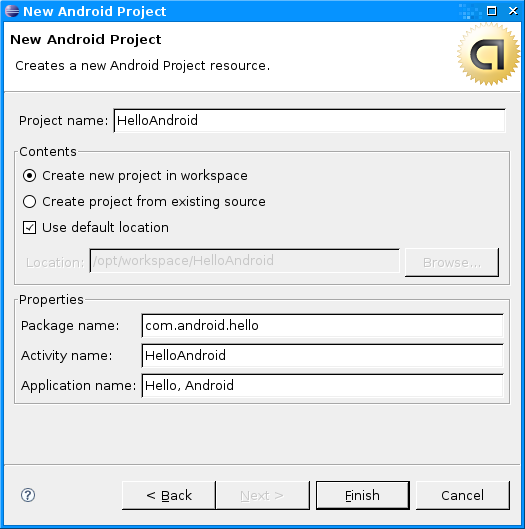 New Android Project
New Android Project
Creates a new Android Project resource.
Project name: HelloAndroid
Contents
Create new project in workspace
Create project from existing source
Use default location
Location: /opt/workspace/HelloAndroid Browse...
Properties
Package name: com.android.hello
Activity name: HelloAndroid
Application name: Hello, Android
? < Back Next > Finish Cancel